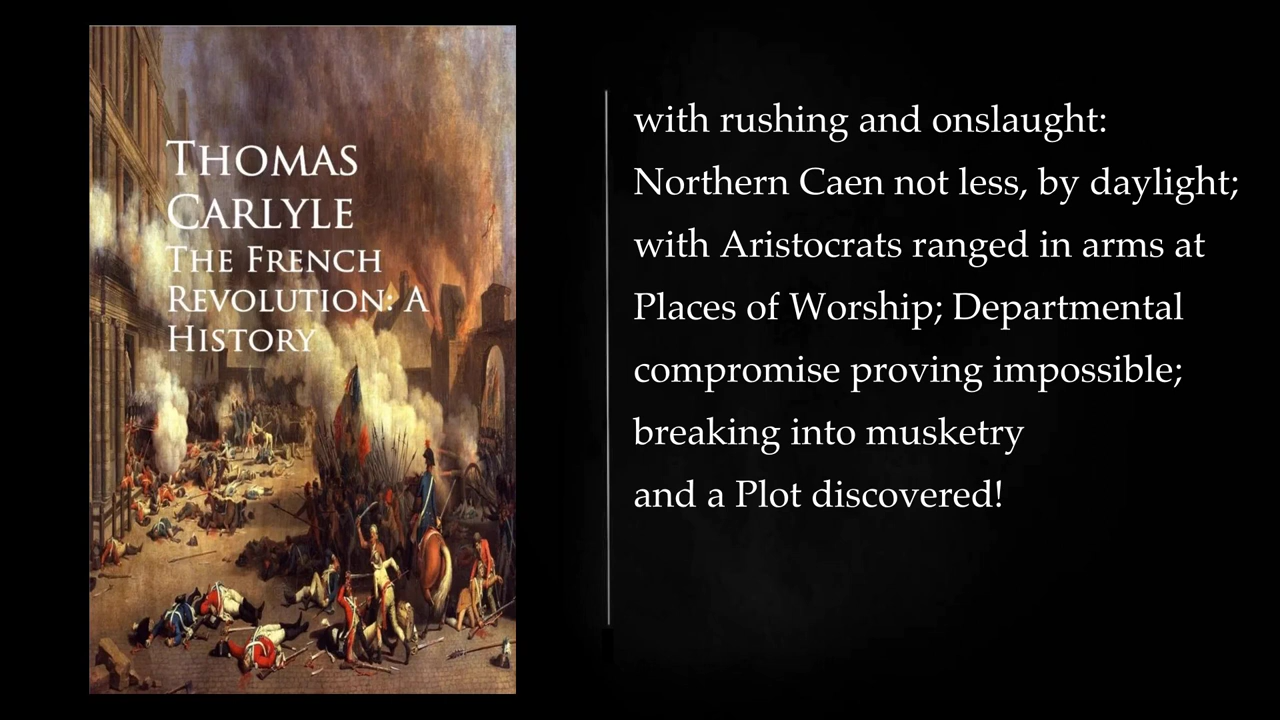 THOMAS
CARLYLE
THE FRENCH
REVOLUTION: A
HISTORY
with rushing and onslaught:
Northern Caen not less, by daylight;
with Aristocrats ranged in arms at
Places of Worship; Departmental
compromise proving impossible;
breaking into musketry
and a Plot discovered!